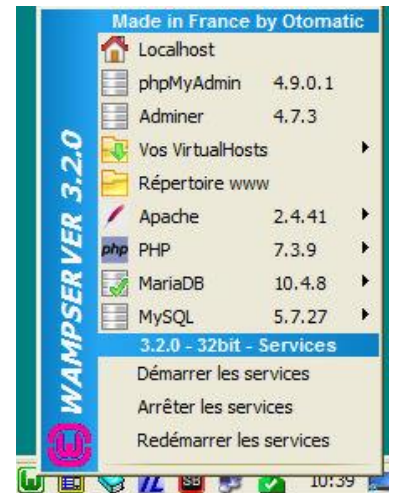 Made in France by Otomatic
Localhost
phpMyAdmin 4.9.0.1
Adminer 4.7.3
Vos VirtualHosts
Répertoire www
Apache 2.4.41
php PHP 7.3.9
MariaDB 10.4.8
MySQL 5.7.27
3.2.0 - 32bit - Services
Démarrer les services
Arrêter les services
Redémarrer les services
WAMPSERVER 3.2.0
SB
10:39